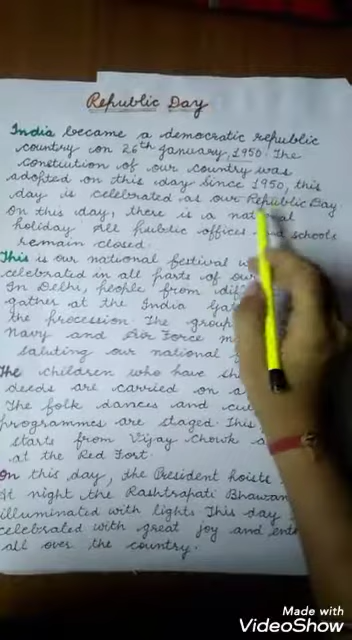 Republic Day
India became a democratic republic
country on 26th january, 1950. The
constiution of our country was
adopted on this day Since 1950, this
day is celebrated as our Republic Day
On this day, there is a national
holiday All public offices and schools
remain closed.
This is our national festival
celebrated in all parts of our
In Delhi, people from
gather at the India
the procession. The group
Navy and Air Force
saluting our national
The children who have
deeds are carried on a
The folk dances and
programmes are staged. This
starts from Vijay Chowk
at the Red Fort.
On this day, the President hoists
At night the Rashtrapati Bhawan
illuminated with lights This day
celebrated with great joy and
all over the country.
Made with
VideoShow